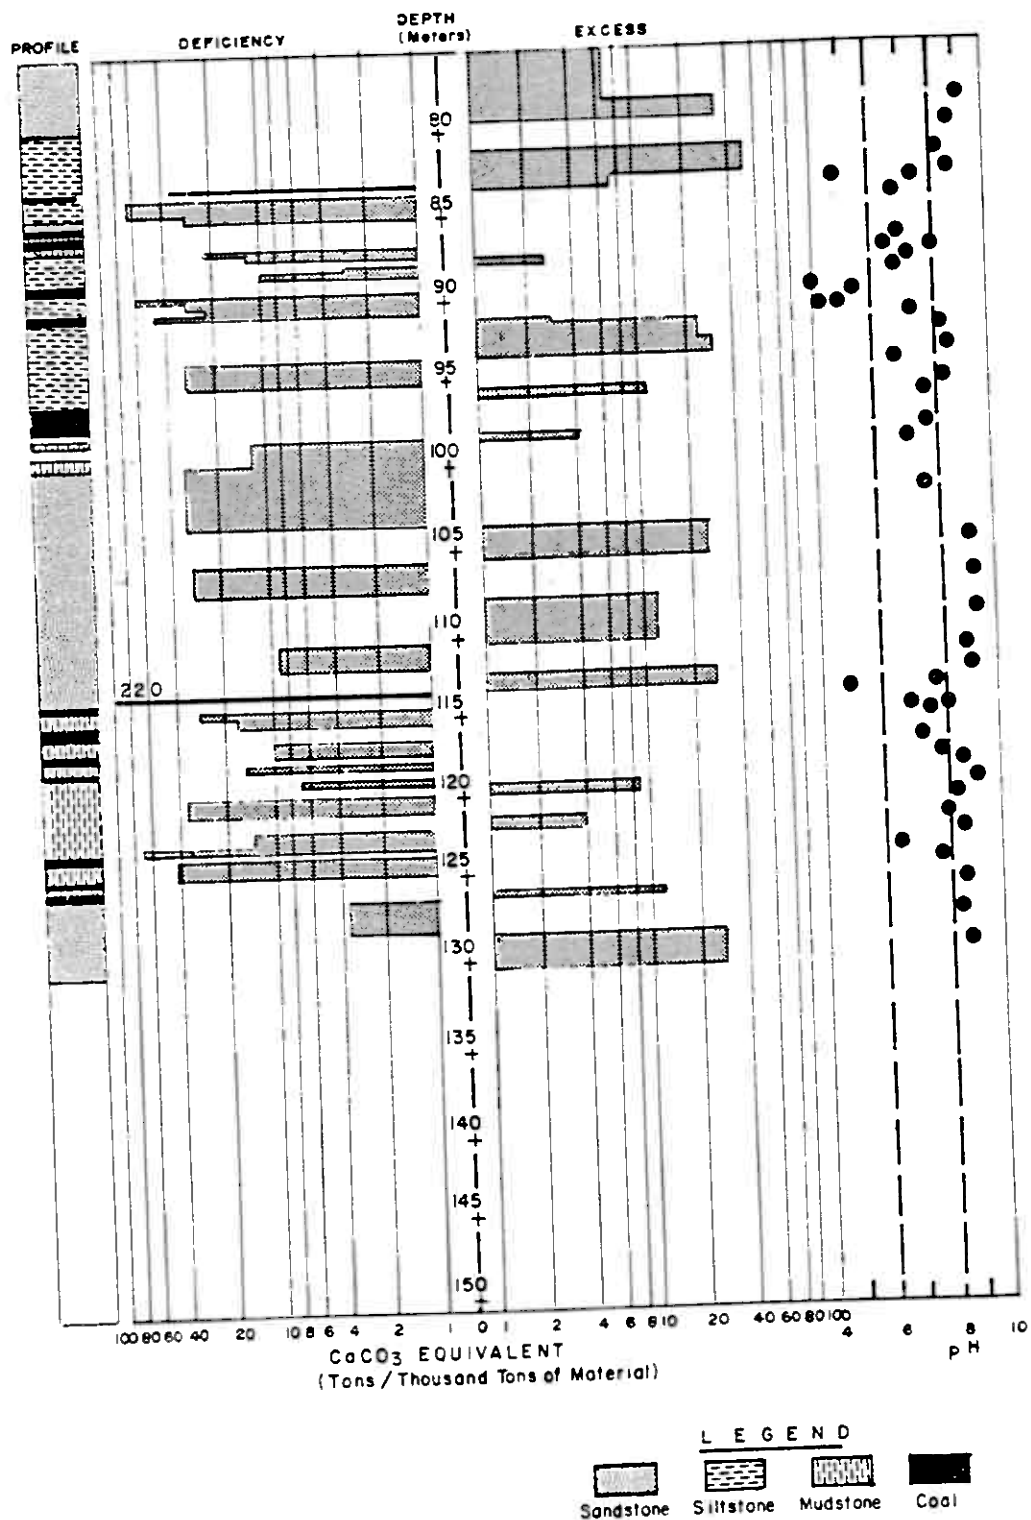 PROFILE
DEFICIENCY
DEPTH
(Meters)
EXCESS
80
85
90
95
100
105
110
220
115
120
125
130
135
140
145
150
100 80 60 40 20 10 8 6 4 2 1 0 1 2 4 6 8 10 20 40 60 80 100
4 6 8 10
CaCO3 EQUIVALENT
(Tons / Thousand Tons of Material)
PH
LEGEND
Sandstone Siltstone Mudstone Coal